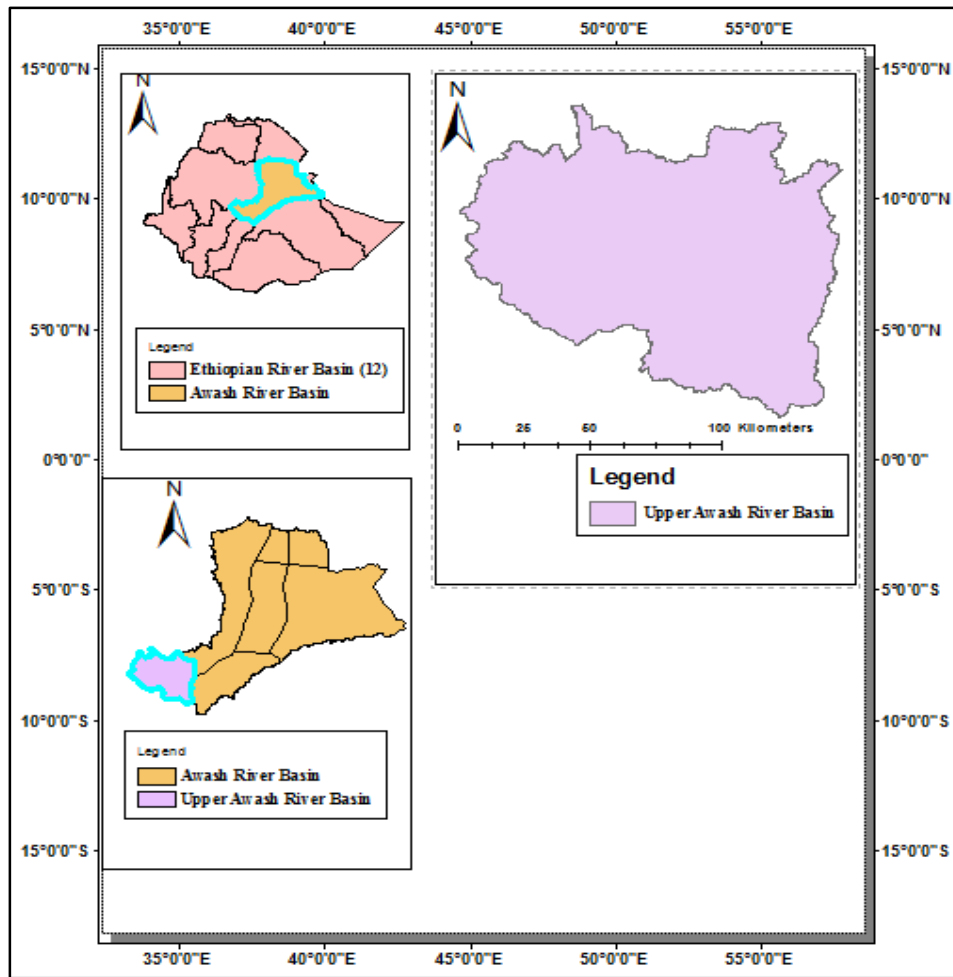 35°0'0"E 40°0'0"E 45°0'0"E 50°0'0"E 55°0'0"E
15°0'0"N 15°0'0"N
N
N
10°0'0"N 10°0'0"N
5°0'0"N 5°0'0"N
Legend
Ethiopian River Basin (12)
Awash River Basin
0 25 50 100 Kilometers
0°0'0" 0°0'0"
Legend
Upper Awash River Basin
N
5°0'0"S 5°0'0"S
10°0'0"S 10°0'0"S
Legend
Awash River Basin
Upper Awash River Basin
15°0'0"S 15°0'0"S
35°0'0"E 40°0'0"E 45°0'0"E 50°0'0"E 55°0'0"E